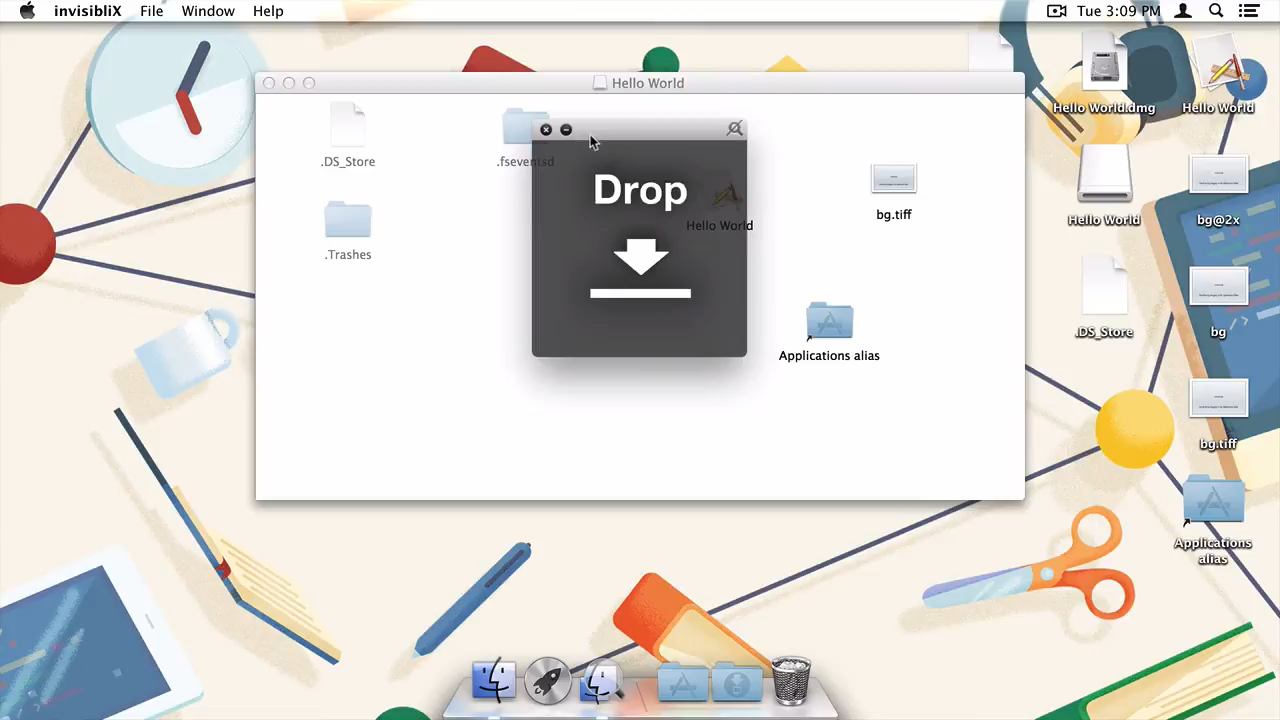 invisibliX File Window Help
Tue 3:09 PM
Hello World
.DS_Store
.fseventsd
Drop
Hello World
bg.tiff
.Trashes
Applications alias
Hello World.dmg
Hello World
Hello World
bg@2x
.DS_Store
bg
bg.tiff
Applications
alias